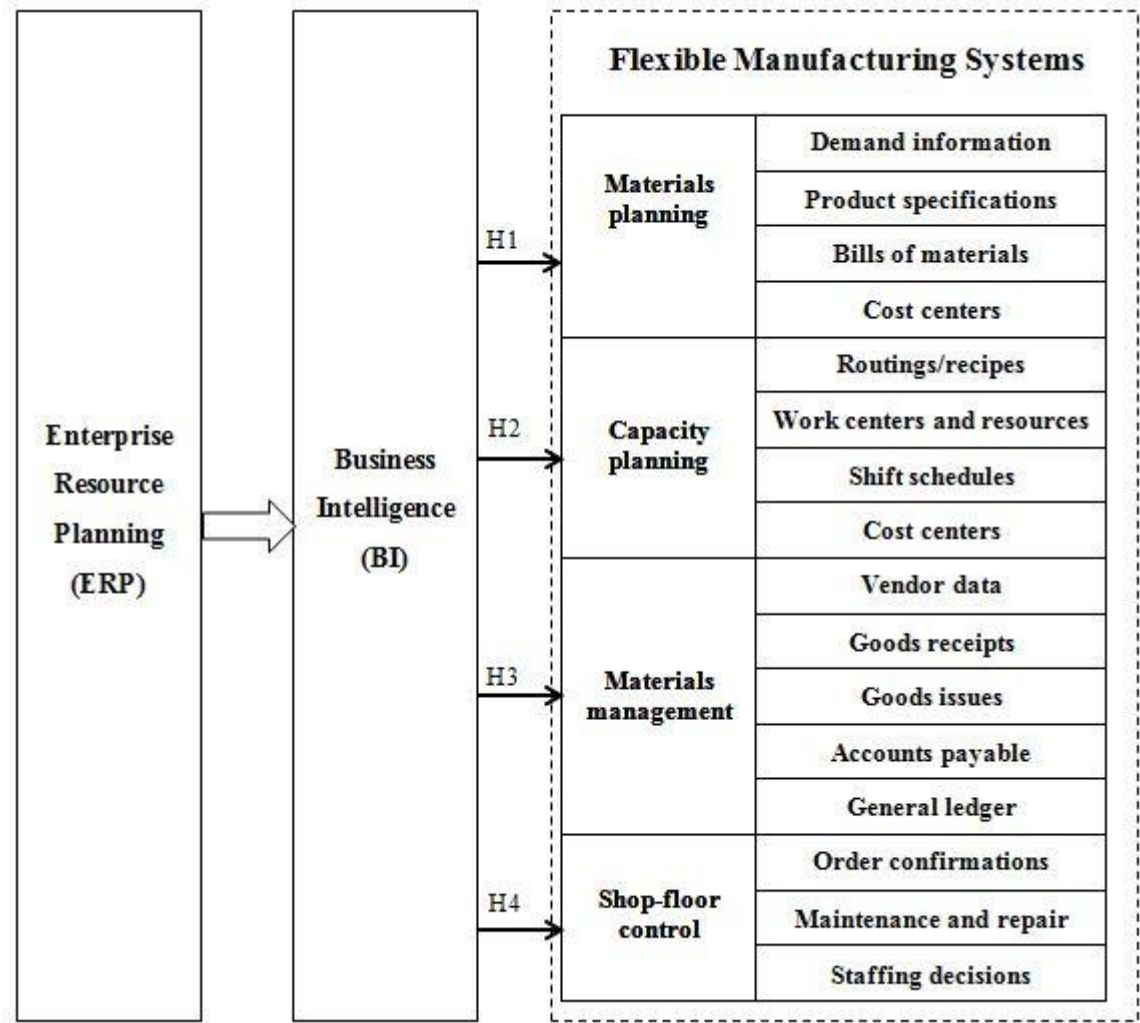 Flexible Manufacturing Systems
Enterprise
Resource
Planning
(ERP)
Business
Intelligence
(BI)
H1
Materials
planning
Demand information
Product specifications
Bills of materials
Cost centers
H2
Capacity
planning
Routings/recipes
Work centers and resources
Shift schedules
Cost centers
H3
Materials
management
Vendor data
Goods receipts
Goods issues
Accounts payable
General ledger
H4
Shop-floor
control
Order confirmations
Maintenance and repair
Staffing decisions